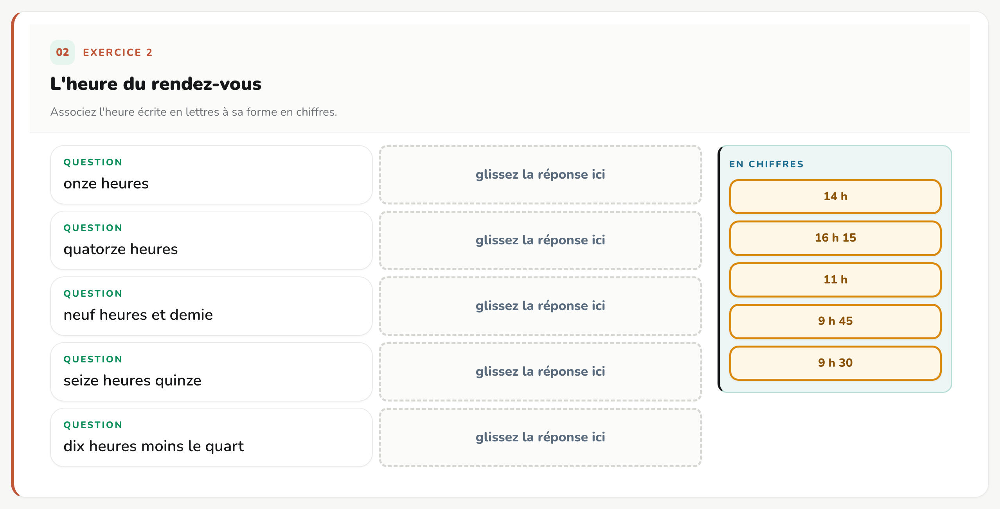 02 EXERCICE 2
L'heure du rendez-vous
Associez l'heure écrite en lettres à sa forme en chiffres.
QUESTION
onze heures
glissez la réponse ici
QUESTION
quatorze heures
glissez la réponse ici
QUESTION
neuf heures et demie
glissez la réponse ici
QUESTION
seize heures quinze
glissez la réponse ici
QUESTION
dix heures moins le quart
glissez la réponse ici
EN CHIFFRES
14 h
16 h 15
11 h
9 h 45
9 h 30